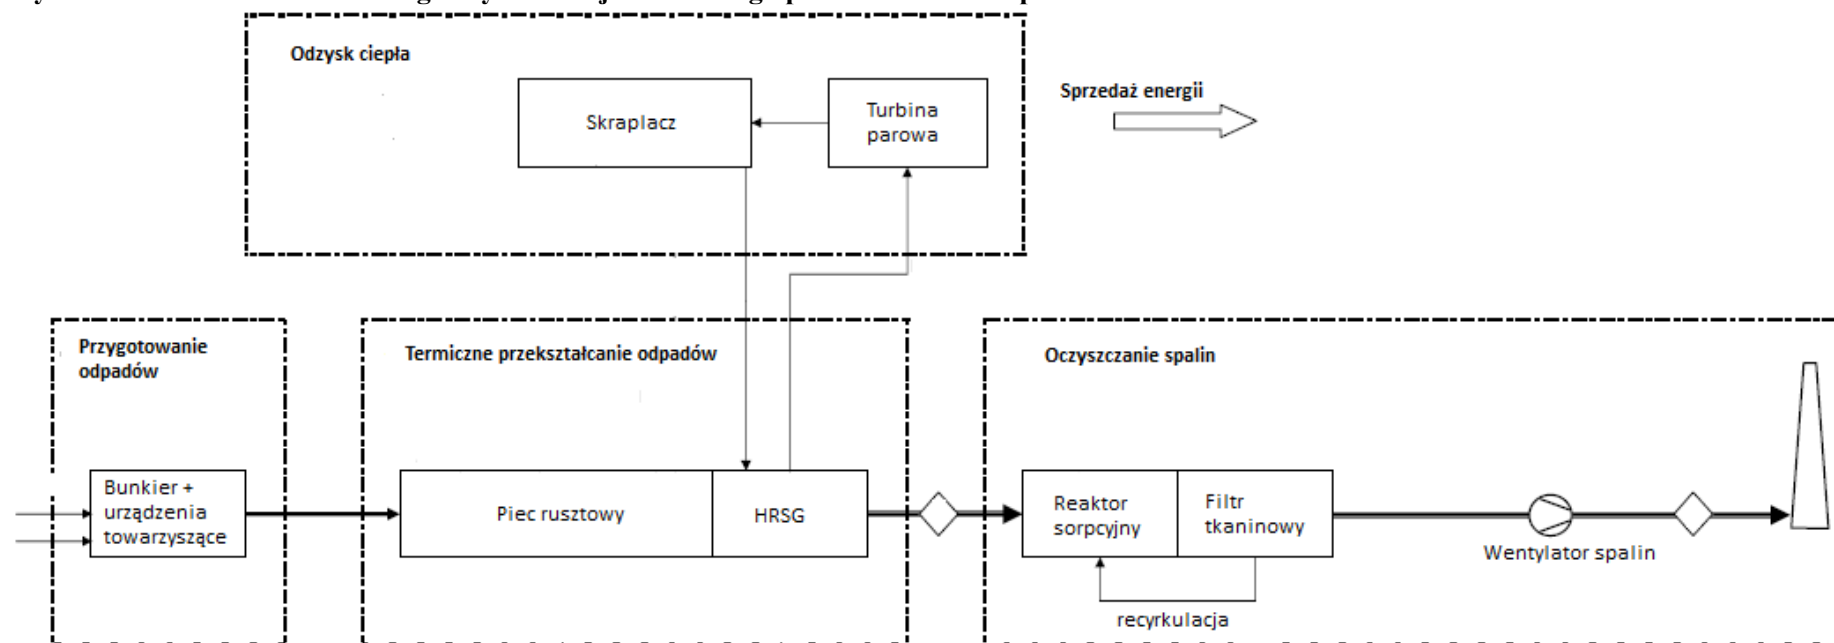 Odzysk ciepła
Skraplacz
Turbina
parowa
Sprzedaż energii
Przygotowanie
odpadów
Termiczne przekształcanie odpadów
Oczyszczanie spalin
Bunkier +
urządzenia
towarzyszące
Piec rusztowy
HRSG
Reaktor
sorpcyjny
Filtr
tkaninowy
Wentylator spalin
recyrkulacja